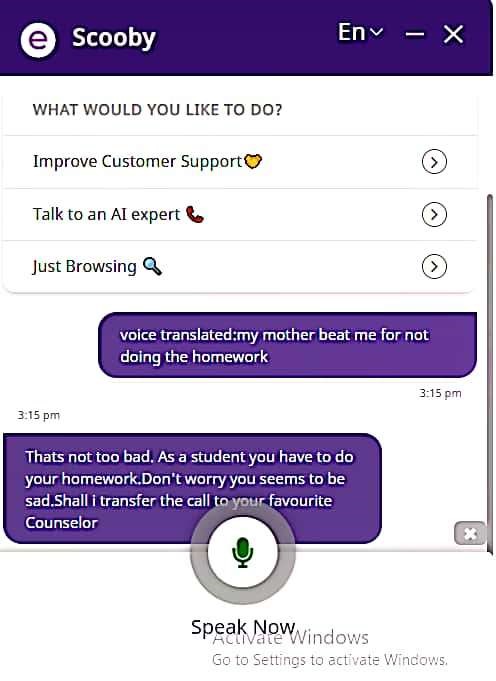 e Scooby En
WHAT WOULD YOU LIKE TO DO?
Improve Customer Support
Talk to an AI expert
Just Browsing
voice translated:my mother beat me for not
doing the homework
3:15 pm
3:15 pm
Thats not too bad. As a student you have to do
your homework.Don't worry you seems to be
sad.Shall i transfer the call to your favourite
Counselor
Speak Now
Activate Windows
Go to Settings to activate Windows.